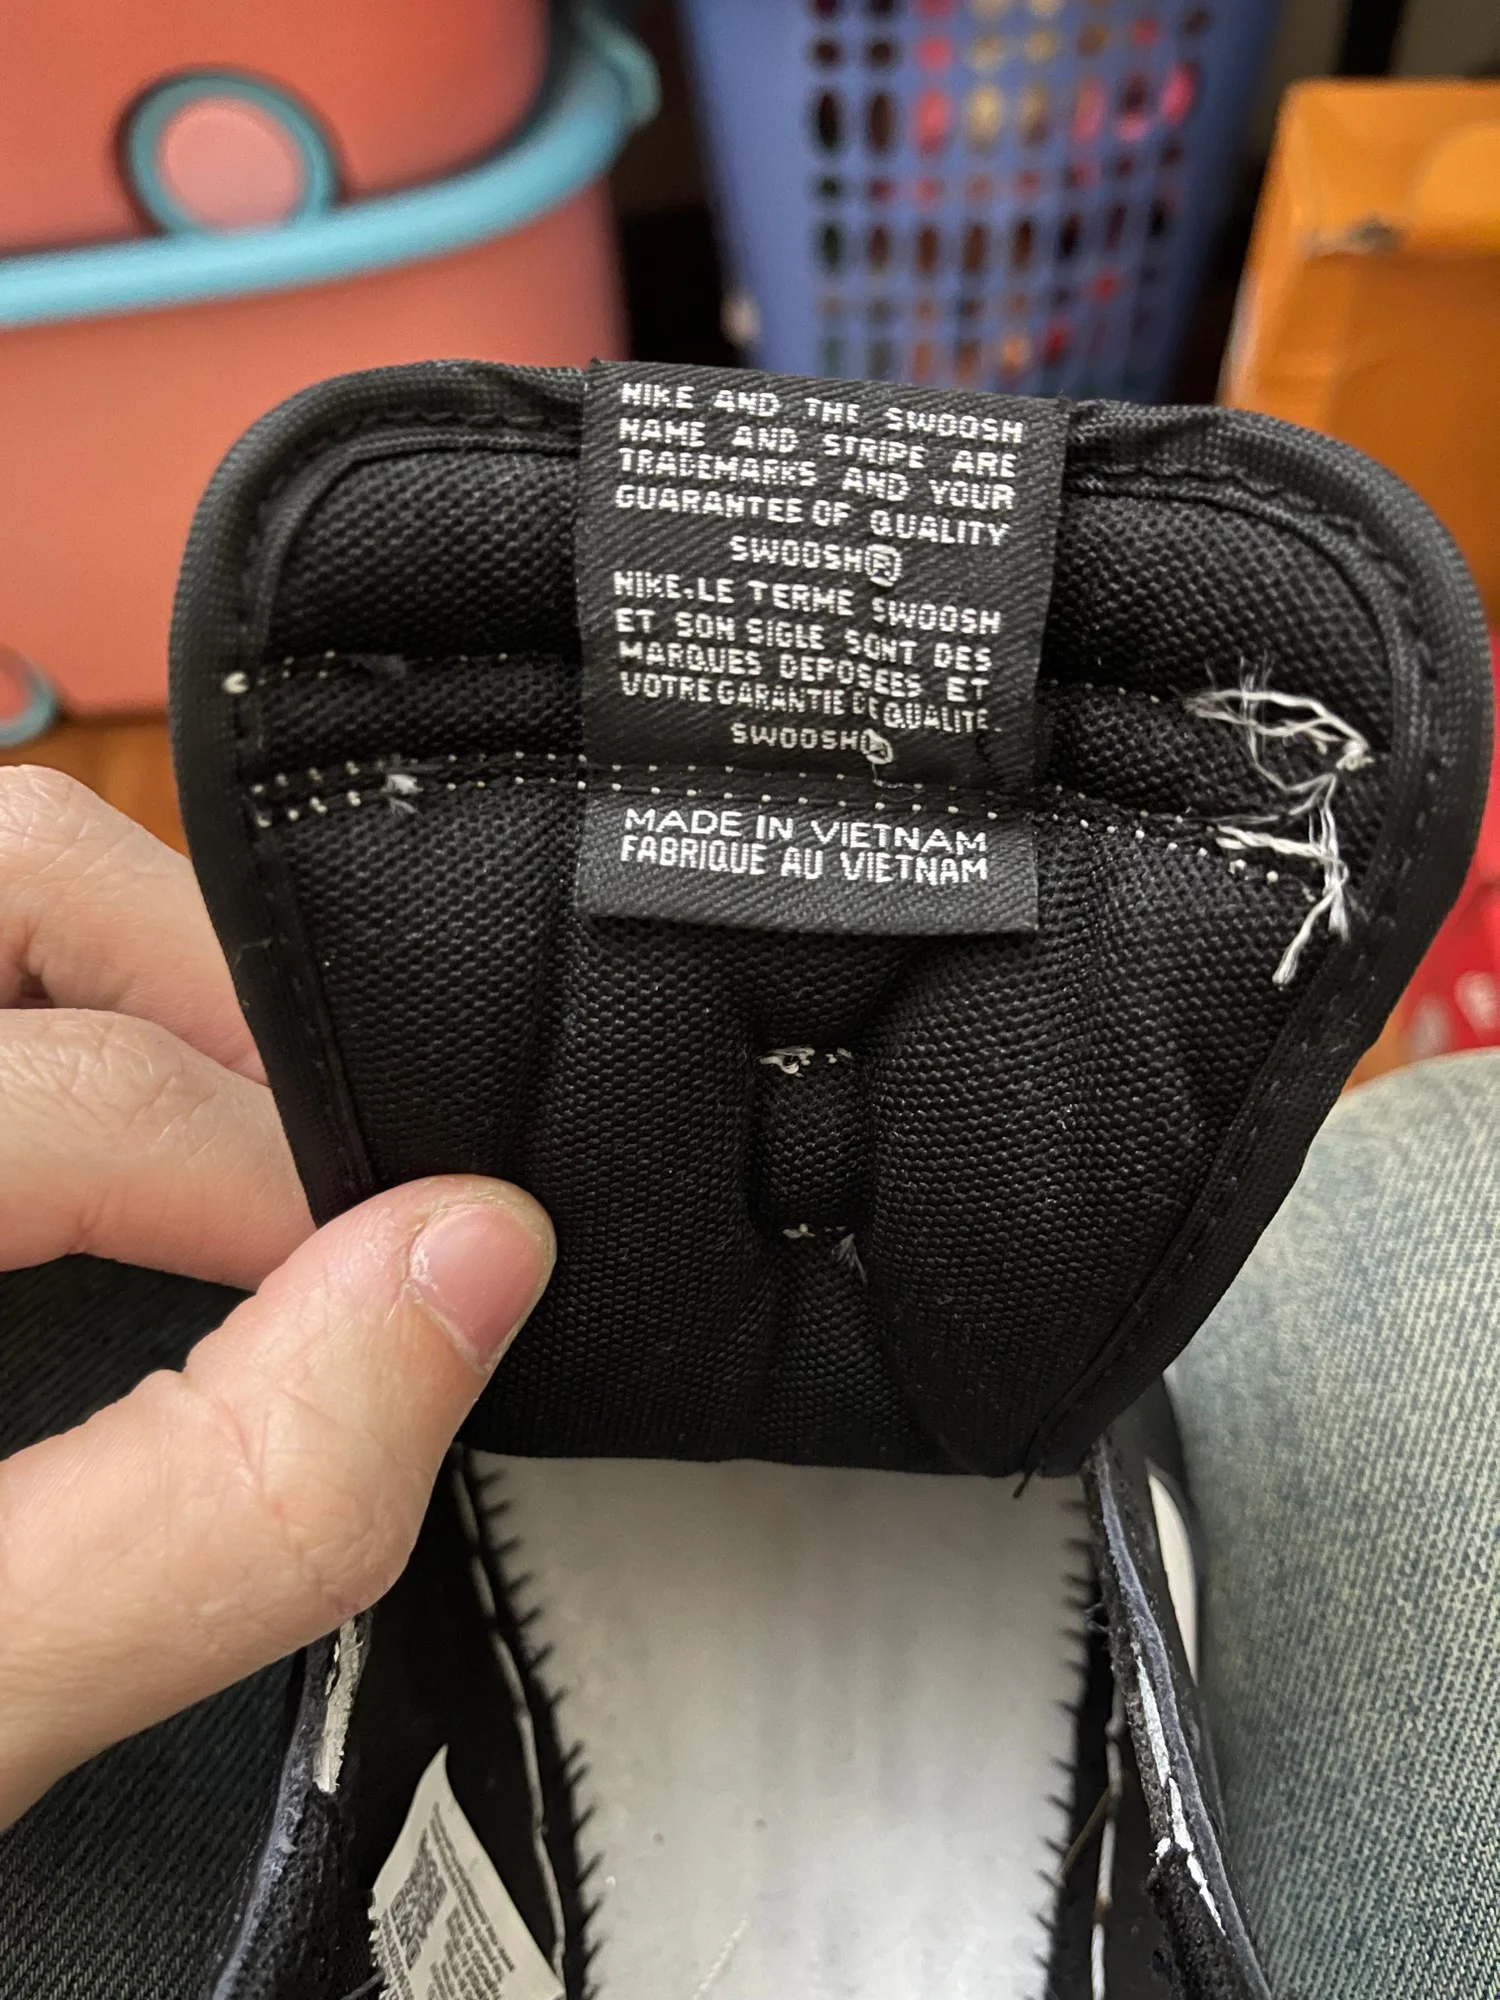 NIKE AND THE SWOOSH
NAME AND STRIPE ARE
TRADEMARKS AND YOUR
GUARANTEE OF QUALITY
SWOOSH®
NIKE.LE TERME SWOOSH
ET SON SIGLE SONT DES
MARQUES DEPOSEES ET
VOTRE GARANTIE DE QUALITE.
SWOOSH®
MADE IN VIETNAM
FABRIQUE AU VIETNAM